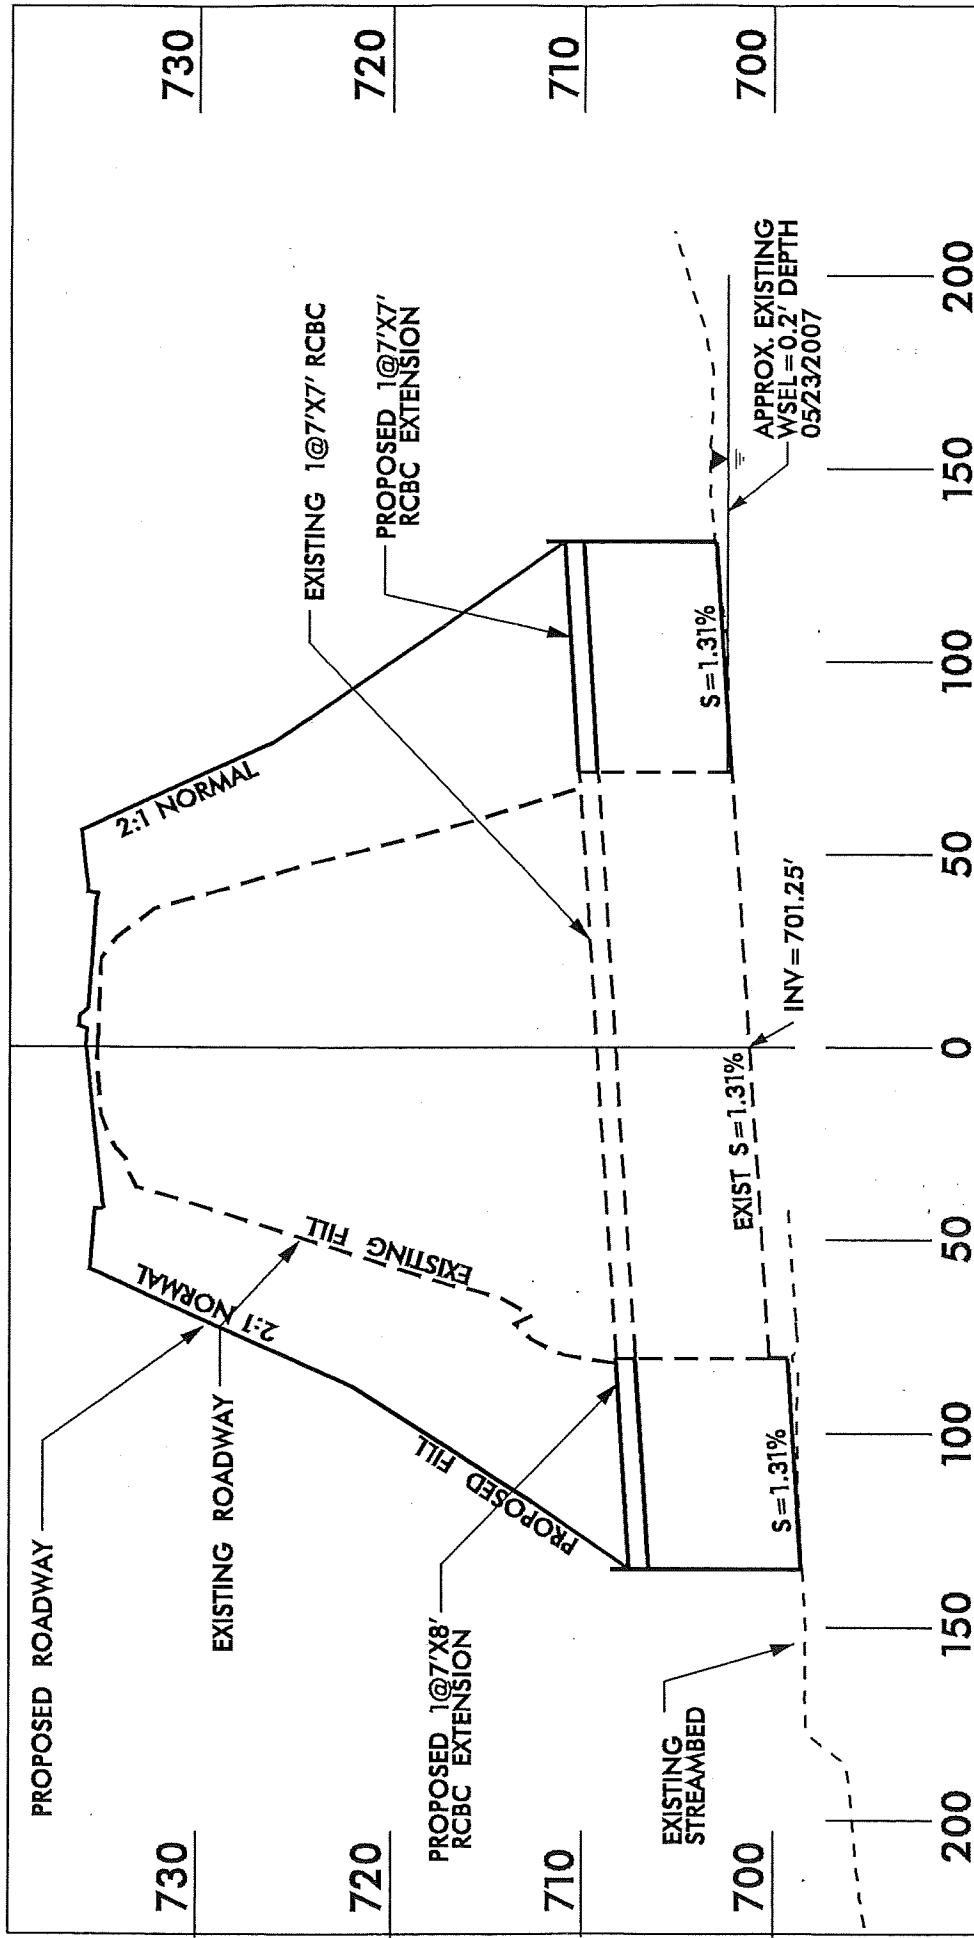 PROPOSED ROADWAY
EXISTING ROADWAY
PROPOSED 1@7'X8'
RCBC EXTENSION
EXISTING
STREAMBED
2:1 NORMAL
EXISTING FILL
PROPOSED FILL
2:1 NORMAL
EXISTING 1@7'X7' RCBC
PROPOSED 1@7'X7'
RCBC EXTENSION
S=1.31%
EXIST S=1.31%
S=1.31%
INV=701.25'
APPROX. EXISTING
WSEL=0.2' DEPTH
05/23/2007
730
720
710
700
730
720
710
700
200
150
100
50
0
50
100
150
200